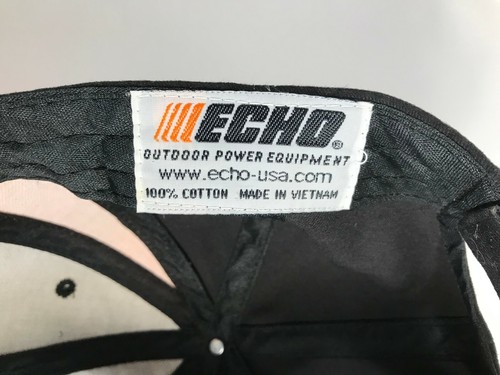 ECHO®
OUTDOOR POWER EQUIPMENT
www.echo-usa.com
100% COTTON MADE IN VIETNAM